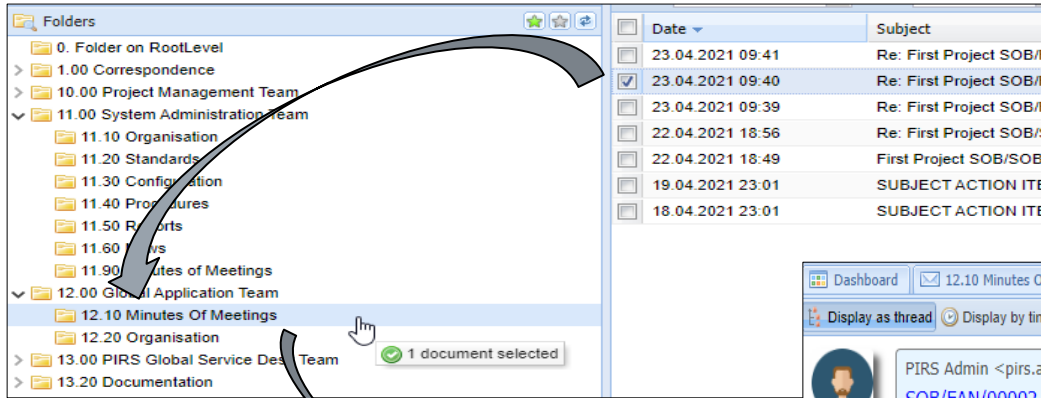 Folders
0. Folder on RootLevel
1.00 Correspondence
10.00 Project Management Team
11.00 System Administration Team
11.10 Organisation
11.20 Standards
11.30 Configuration
11.40 Procedures
11.50 Reports
11.60
11.90 Minutes of Meetings
12.00 Global Application Team
12.10 Minutes Of Meetings
12.20 Organisation
13.00 PIRS Global Service Desk Team
13.20 Documentation
1 document selected
Date Subject
23.04.2021 09:41 Re: First Project SOB/
23.04.2021 09:40 Re: First Project SOB/
23.04.2021 09:39 Re: First Project SOB/
22.04.2021 18:56 Re: First Project SOB/
22.04.2021 18:49 First Project SOB/SOB
19.04.2021 23:01 SUBJECT ACTION ITE
18.04.2021 23:01 SUBJECT ACTION ITE
Dashboard 12.10 Minutes O
Display as thread Display by tim
PIRS Admin <pirs.a
SOB/FAN/00002